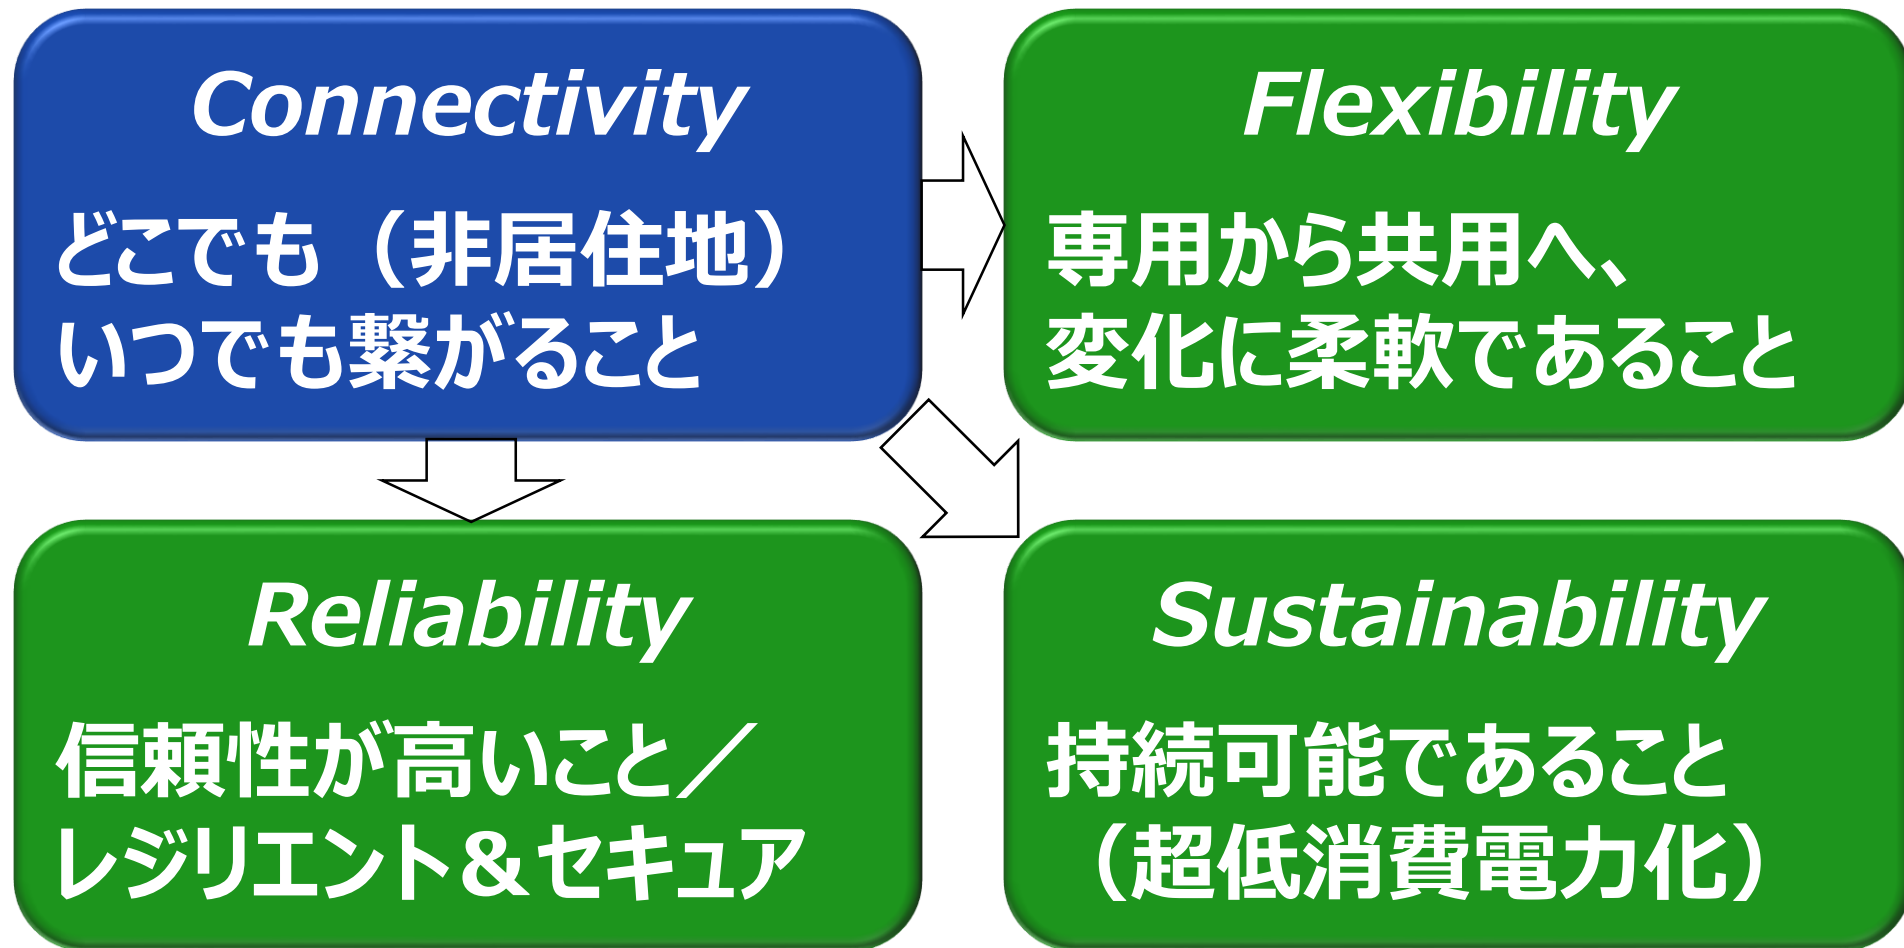 Connectivity
どこでも（非居住地）
いつでも繋がること
Flexibility
専用から共用へ、
変化に柔軟であること
Reliability
信頼性が高いこと／
レジリエント＆セキュア
Sustainability
持続可能であること
（超低消費電力化）